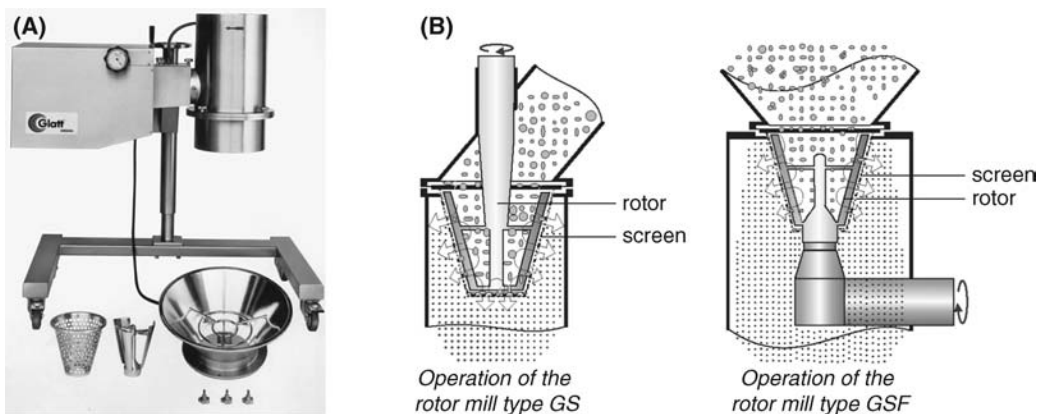 (A)
Glatt
(B)
rotor
screen
screen
rotor
Operation of the
rotor mill type GS
Operation of the
rotor mill type GSF